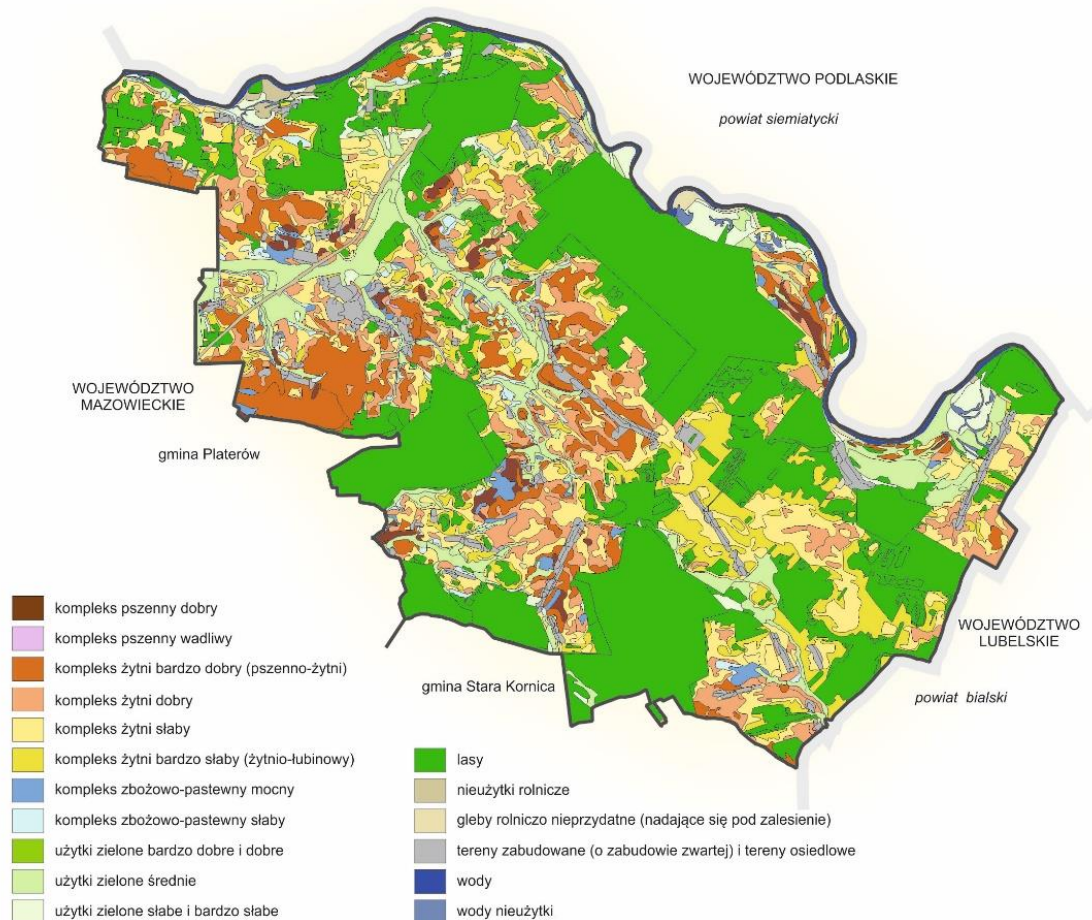 WOJEWÓDZTWO PODLASKIE
powiat siemiatycki
WOJEWÓDZTWO
MAZOWIECKIE
gmina Platerów
WOJEWÓDZTWO
LUBELSKIE
gmina Stara Kornica
powiat bialski
kompleks pszenny dobry
kompleks pszenny wadliwy
kompleks żytni bardzo dobry (pszenno-żytni)
kompleks żytni dobry
kompleks żytni słaby
kompleks żytni bardzo słaby (żytnio-łubinowy)
kompleks zbożowo-pastewny mocny
kompleks zbożowo-pastewny słaby
użytki zielone bardzo dobre i dobre
użytki zielone średnie
użytki zielone słabe i bardzo słabe
lasy
nieużytki rolnicze
gleby rolniczo nieprzydatne (nadające się pod zalesienie)
tereny zabudowane (o zabudowie zwartej) i tereny osiedlowe
wody
wody nieużytki